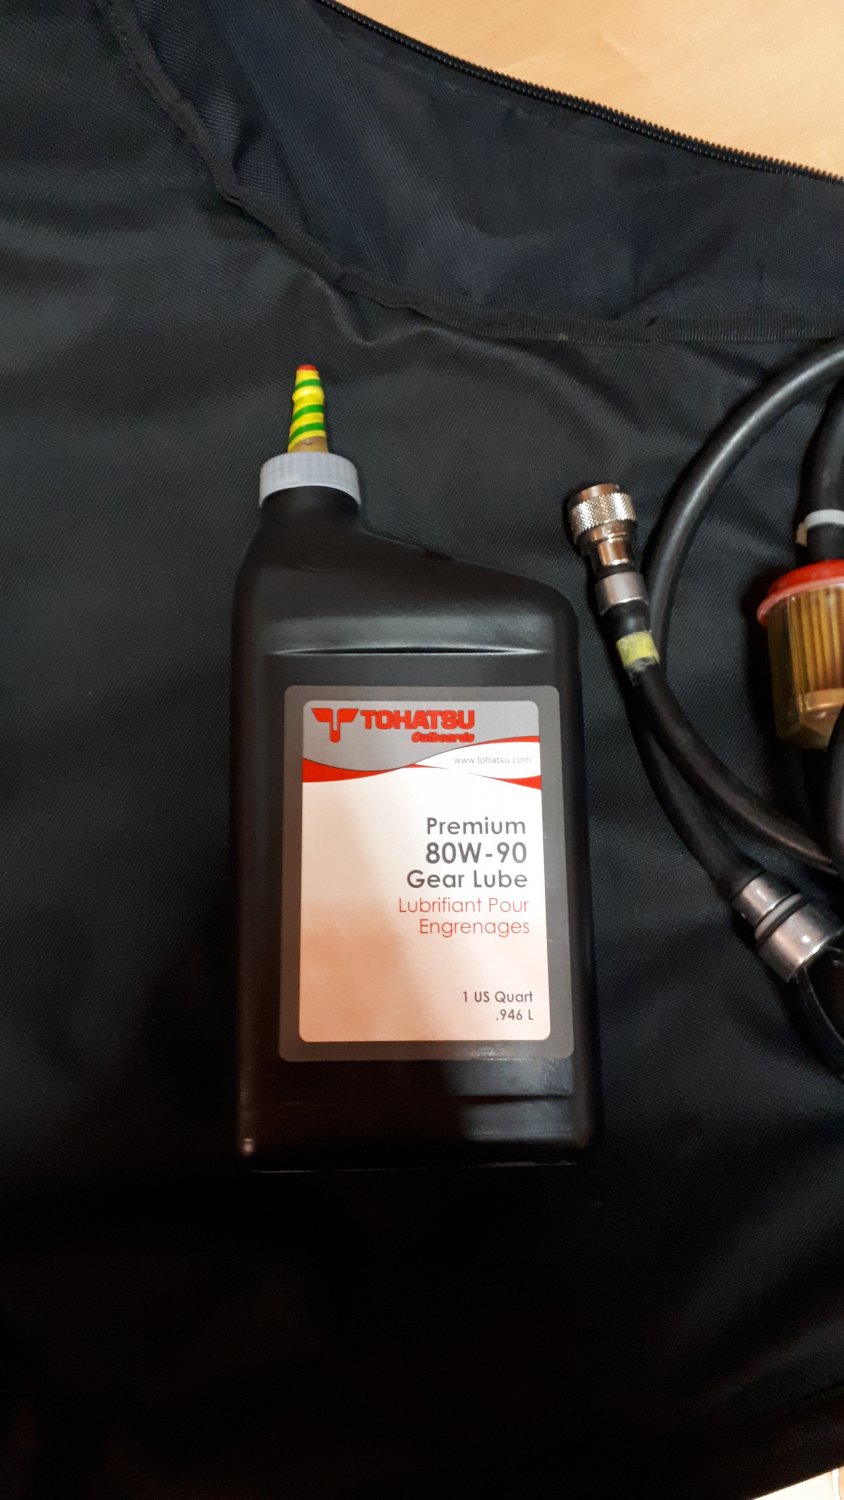 TOHATSU
Outboards
www.tohatsu.com
Premium
80W-90
Gear Lube
Lubrifiant Pour
Engrenages
1 US Quart
.946 L